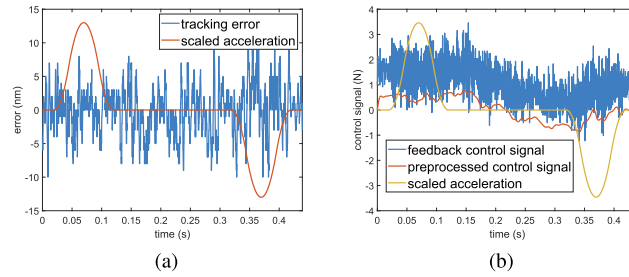 15
10
5
0
-5
-10
-15
error (nm)
tracking error
scaled acceleration
0 0.05 0.1 0.15 0.2 0.25 0.3 0.35 0.4
time (s)
(a)
4
3
2
1
0
-1
-2
-3
-4
control signal (N)
feedback control signal
preprocessed control signal
scaled acceleration
0 0.05 0.1 0.15 0.2 0.25 0.3 0.35 0.4
time (s)
(b)